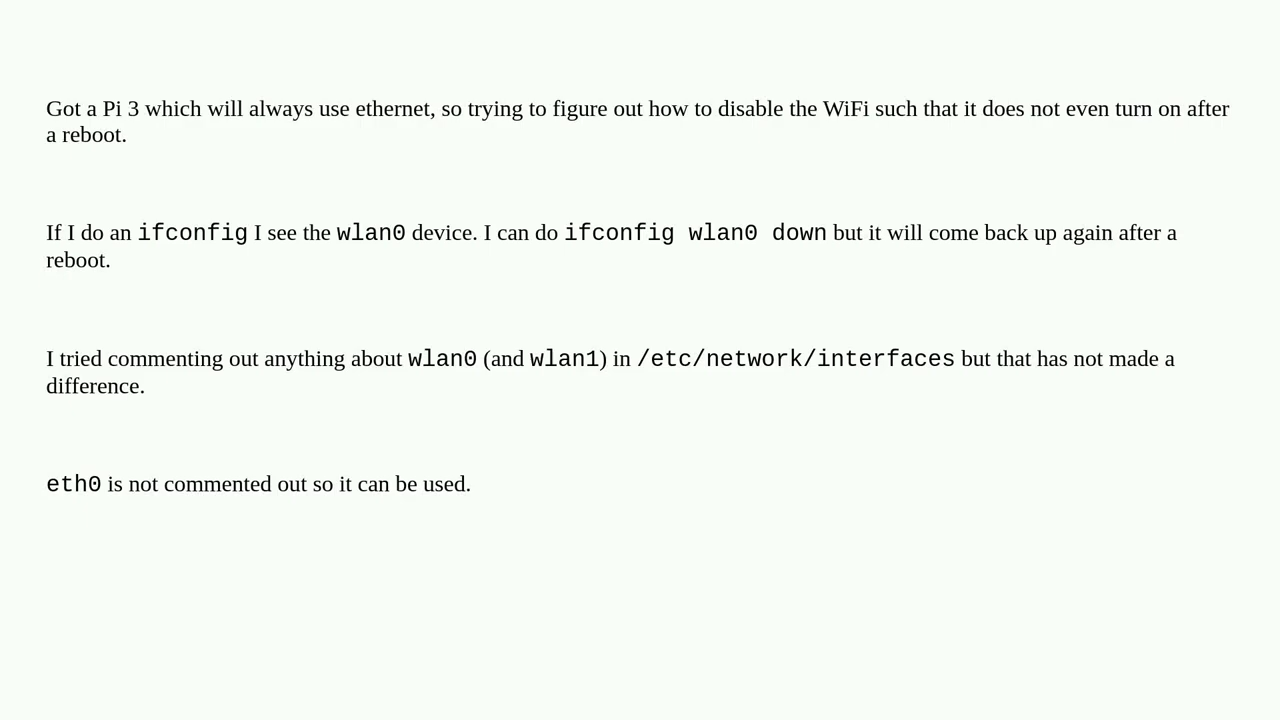 Got a Pi 3 which will always use ethernet, so trying to figure out how to disable the WiFi such that it does not even turn on after
a reboot.
If I do an ifconfig I see the wlan0 device. I can do ifconfig wlan0 down but it will come back up again after a
reboot.
I tried commenting out anything about wlan0 (and wlan1) in /etc/network/interfaces but that has not made a
difference.
eth0 is not commented out so it can be used.